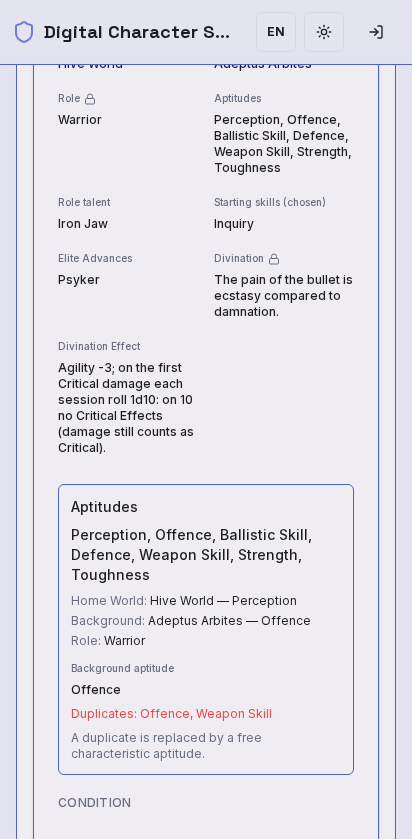 Digital Character S...
EN
Hive World
Adeptus Arbites
Role
Warrior
Aptitudes
Perception, Offence,
Ballistic Skill, Defence,
Weapon Skill, Strength,
Toughness
Role talent
Iron Jaw
Starting skills (chosen)
Inquiry
Elite Advances
Psyker
Divination
The pain of the bullet is
ecstasy compared to
damnation.
Divination Effect
Agility -3; on the first
Critical damage each
session roll 1d10: on 10
no Critical Effects
(damage still counts as
Critical).
Aptitudes
Perception, Offence, Ballistic Skill,
Defence, Weapon Skill, Strength,
Toughness
Home World: Hive World — Perception
Background: Adeptus Arbites — Offence
Role: Warrior
Background aptitude
Offence
Duplicates: Offence, Weapon Skill
A duplicate is replaced by a free
characteristic aptitude.
CONDITION